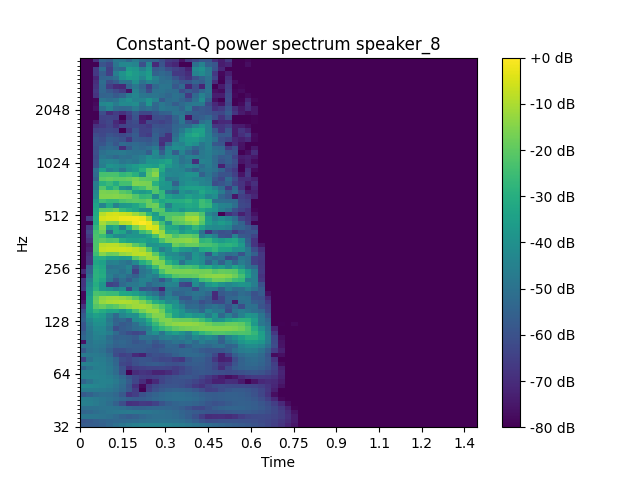 Constant-Q power spectrum speaker_8
Hz
2048
1024
512
256
128
64
32
0 0.15 0.3 0.45 0.6 0.75 0.9 1.1 1.2 1.4
Time
+0 dB
-10 dB
-20 dB
-30 dB
-40 dB
-50 dB
-60 dB
-70 dB
-80 dB